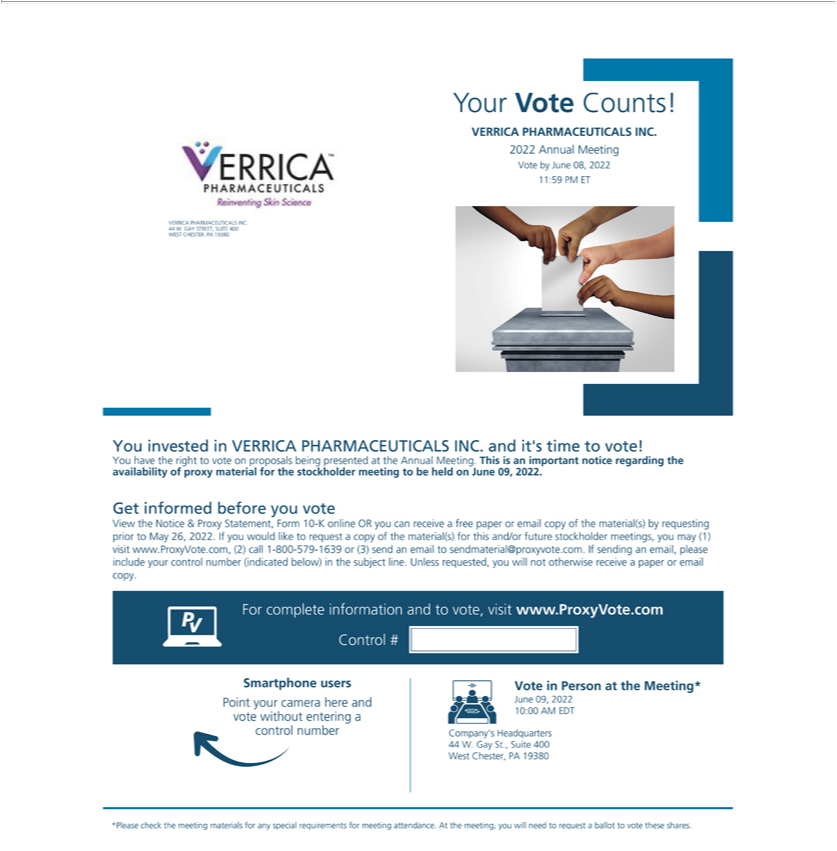 Your Vote Counts!
VERRICA PHARMACEUTICALS INC.
2022 Annual Meeting
Vote by June 08, 2022
11:59 PM ET
VERRICA™
PHARMACEUTICALS
Reinventing Skin Science
VERRICA PHARMACEUTICALS INC.
44 W. GAY STREET, SUITE 400
WEST CHESTER, PA 19380
You invested in VERRICA PHARMACEUTICALS INC. and it's time to vote!
You have the right to vote on proposals being presented at the Annual Meeting. This is an important notice regarding the
availability of proxy material for the stockholder meeting to be held on June 09, 2022.
Get informed before you vote
View the Notice & Proxy Statement, Form 10-K online OR you can receive a free paper or email copy of the material(s) by requesting
prior to May 26, 2022. If you would like to request a copy of the material(s) for this and/or future stockholder meetings, you may (1)
visit www.ProxyVote.com, (2) call 1-800-579-1639 or (3) send an email to sendmaterial@proxyvote.com. If sending an email, please
include your control number (indicated below) in the subject line. Unless requested, you will not otherwise receive a paper or email
copy.
PV
For complete information and to vote, visit www.ProxyVote.com
Control #
Smartphone users
Point your camera here and
vote without entering a
control number
Vote in Person at the Meeting*
June 09, 2022
10:00 AM EDT
Company's Headquarters
44 W. Gay St., Suite 400
West Chester, PA 19380
*Please check the meeting materials for any special requirements for meeting attendance. At the meeting, you will need to request a ballot to vote these shares.